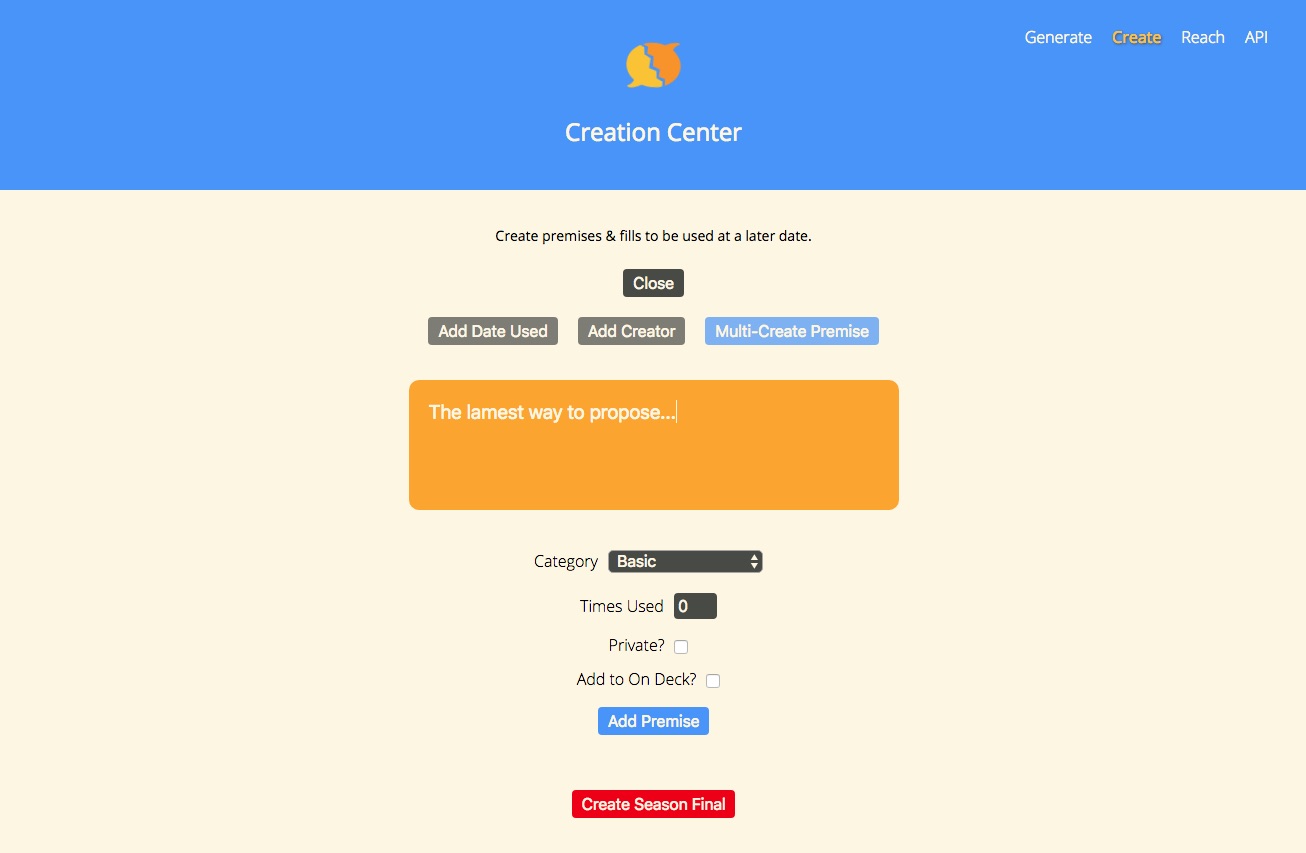 Generate Create Reach API
Creation Center
Create premises & fills to be used at a later date.
Close
Add Date Used Add Creator Multi-Create Premise
The lamest way to propose...
Category Basic
Times Used 0
Private?
Add to On Deck?
Add Premise
Create Season Final